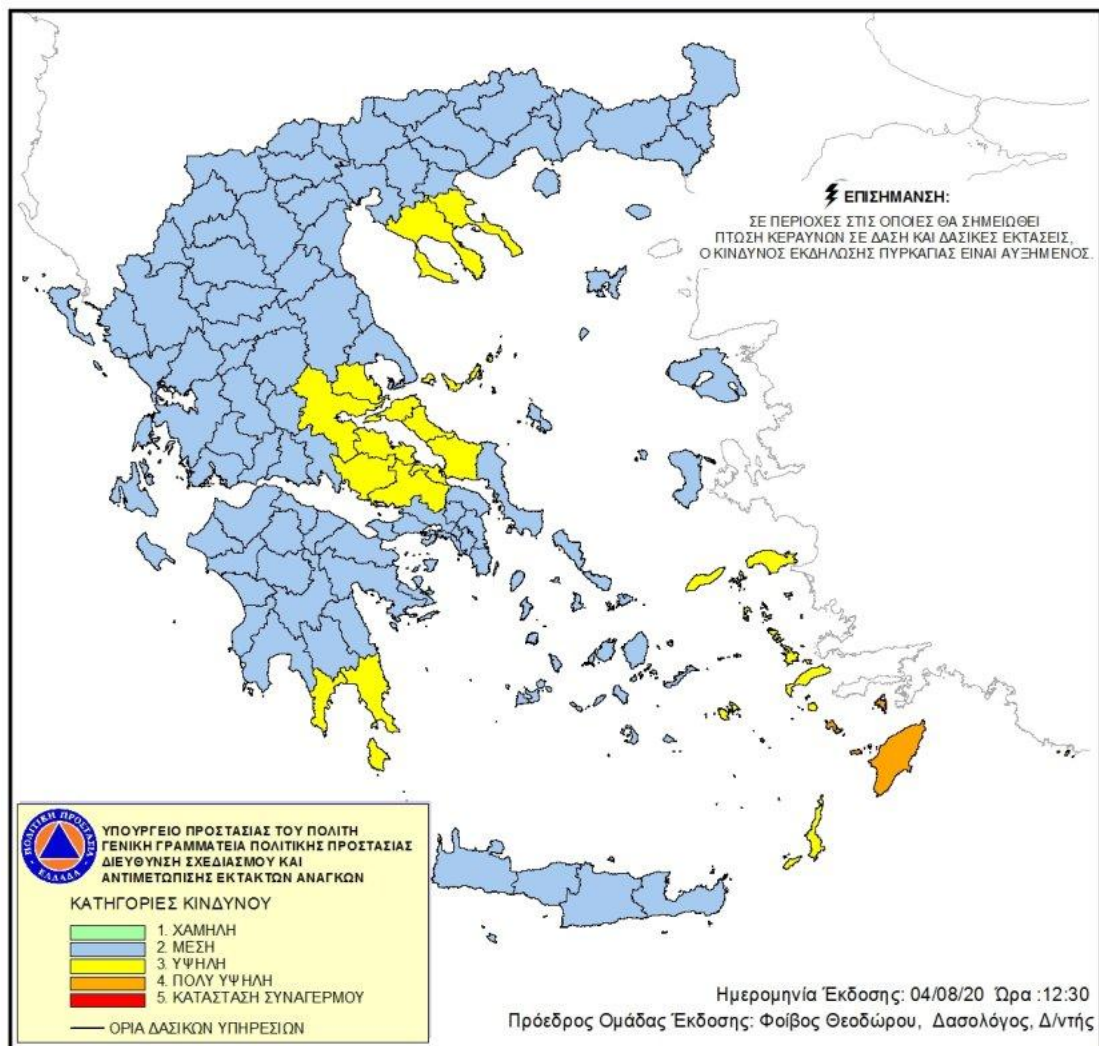 ΕΠΙΣΗΜΑΝΣΗ:
ΣΕ ΠΕΡΙΟΧΕΣ ΣΤΙΣ ΟΠΟΙΕΣ ΘΑ ΣΗΜΕΙΩΘΕΙ
ΠΤΩΣΗ ΚΕΡΑΥΝΩΝ ΣΕ ΔΑΣΗ ΚΑΙ ΔΑΣΙΚΕΣ ΕΚΤΑΣΕΙΣ,
Ο ΚΙΝΔΥΝΟΣ ΕΚΔΗΛΩΣΗΣ ΠΥΡΚΑΓΙΑΣ ΕΙΝΑΙ ΑΥΞΗΜΕΝΟΣ.
ΠΟΛΙΤΙΚΗ ΠΡΟΣΤΑΣΙΑ
ΕΛΛΑΔΑ
ΥΠΟΥΡΓΕΙΟ ΠΡΟΣΤΑΣΙΑΣ ΤΟΥ ΠΟΛΙΤΗ
ΓΕΝΙΚΗ ΓΡΑΜΜΑΤΕΙΑ ΠΟΛΙΤΙΚΗΣ ΠΡΟΣΤΑΣΙΑΣ
ΔΙΕΥΘΥΝΣΗ ΣΧΕΔΙΑΣΜΟΥ ΚΑΙ
ΑΝΤΙΜΕΤΩΠΙΣΗΣ ΕΚΤΑΚΤΩΝ ΑΝΑΓΚΩΝ
ΚΑΤΗΓΟΡΙΕΣ ΚΙΝΔΥΝΟΥ
1. ΧΑΜΗΛΗ
2. ΜΕΣΗ
3. ΥΨΗΛΗ
4. ΠΟΛΥ ΥΨΗΛΗ
5. ΚΑΤΑΣΤΑΣΗ ΣΥΝΑΓΕΡΜΟΥ
ΟΡΙΑ ΔΑΣΙΚΩΝ ΥΠΗΡΕΣΙΩΝ
Ημερομηνία Έκδοσης: 04/08/20 Ώρα :12:30
Πρόεδρος Ομάδας Έκδοσης: Φοίβος Θεοδώρου, Δασολόγος, Δ/ντής